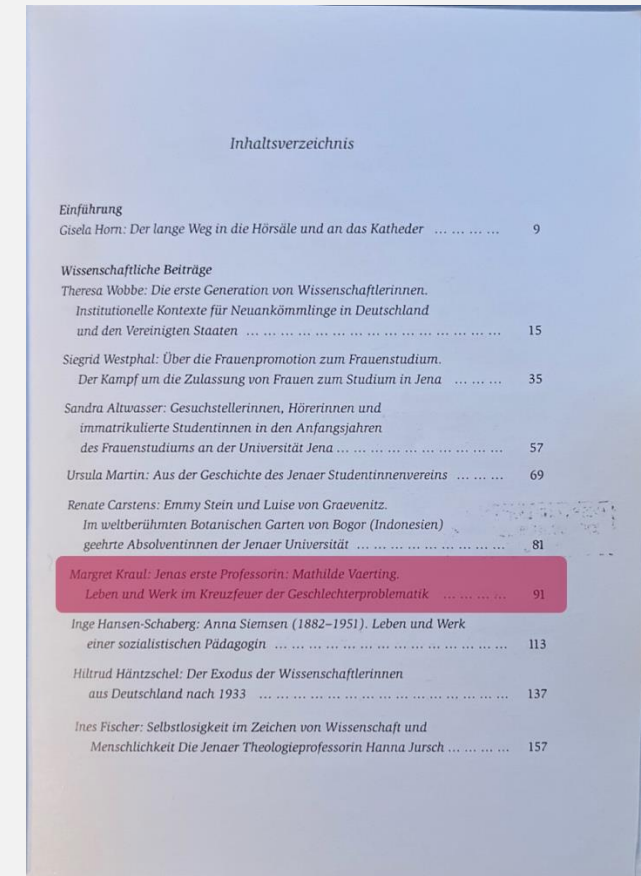 Inhaltsverzeichnis
Einführung
Gisela Horn: Der lange Weg in die Hörsäle und an das Katheder ... ... ... ... 9
Wissenschaftliche Beiträge
Theresa Wobbe: Die erste Generation von Wissenschaftlerinnen.
Institutionelle Kontexte für Neuankömmlinge in Deutschland
und den Vereinigten Staaten ... ... ... ... ... ... ... ... ... ... ... ... ... ... 15
Siegrid Westphal: Über die Frauenpromotion zum Frauenstudium.
Der Kampf um die Zulassung von Frauen zum Studium in Jena ... ... ... 35
Sandra Altwasser: Gesuchstellerinnen, Hörerinnen und
immatrikulierte Studentinnen in den Anfangsjahren
des Frauenstudiums an der Universität Jena ... ... ... ... ... ... ... ... ... 57
Ursula Martin: Aus der Geschichte des Jenaer Studentinnenvereins ... ... ... 69
Renate Carstens: Emmy Stein und Luise von Graevenitz.
Im weltberühmten Botanischen Garten von Bogor (Indonesien)
geehrte Absolventinnen der Jenaer Universität ... ... ... ... ... ... ... ... 81
Margret Kraul: Jenas erste Professorin: Mathilde Vaerting.
Leben und Werk im Kreuzfeuer der Geschlechterproblematik ... ... ... ... 91
Inge Hansen-Schaberg: Anna Siemsen (1882–1951). Leben und Werk
einer sozialistischen Pädagogin ... ... ... ... ... ... ... ... ... ... ... ... ... 113
Hiltrud Häntzschel: Der Exodus der Wissenschaftlerinnen
aus Deutschland nach 1933 ... ... ... ... ... ... ... ... ... ... ... ... ... ... 137
Ines Fischer: Selbstlosigkeit im Zeichen von Wissenschaft und
Menschlichkeit Die Jenaer Theologieprofessorin Hanna Jursch ... ... ... ... 157